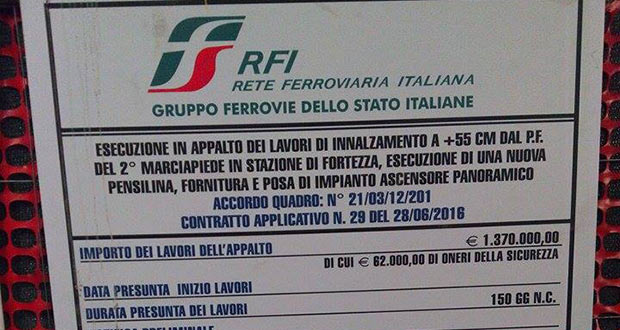 RFI
RETE FERROVIARIA ITALIANA
GRUPPO FERROVIE DELLO STATO ITALIANE
ESECUZIONE IN APPALTO DEI LAVORI DI INNALZAMENTO A +55 CM DAL P.F.
DEL 2° MARCIAPIEDE IN STAZIONE DI FORTEZZA, ESECUZIONE DI UNA NUOVA
PENSILINA, FORNITURA E POSA DI IMPIANTO ASCENSORE PANORAMICO
ACCORDO QUADRO: N° 21/03/12/201
CONTRATTO APPLICATIVO N. 29 DEL 28/06/2016
IMPORTO DEI LAVORI DELL'APPALTO € 1.370.000,00
DI CUI € 62.000,00 DI ONERI DELLA SICUREZZA
DATA PRESUNTA INIZIO LAVORI
DURATA PRESUNTA DEI LAVORI 150 GG N.C.